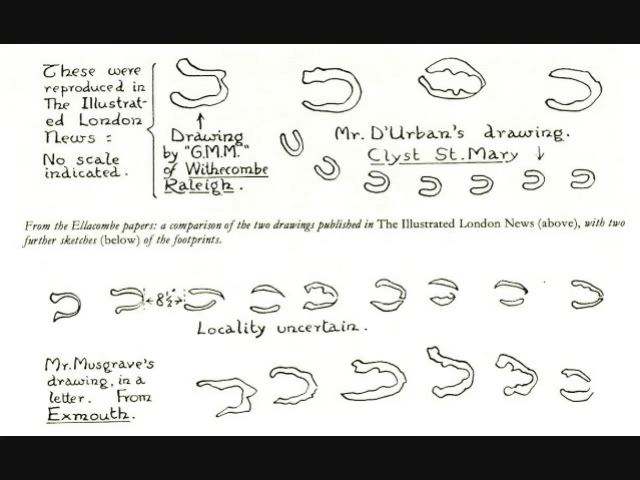 These were
reproduced in
The Illustrat-
ed London
News :
No scale
indicated.
Drawing
by "G.M.M."
of Withecombe
Raleigh.
Mr. D'Urban's drawing.
Clyst St. Mary
From the Ellacombe papers: a comparison of the two drawings published in The Illustrated London News (above), with two
further sketches (below) of the footprints.
8½"
Locality uncertain.
Mr. Musgrave's
drawing, in a
letter. From
Exmouth.